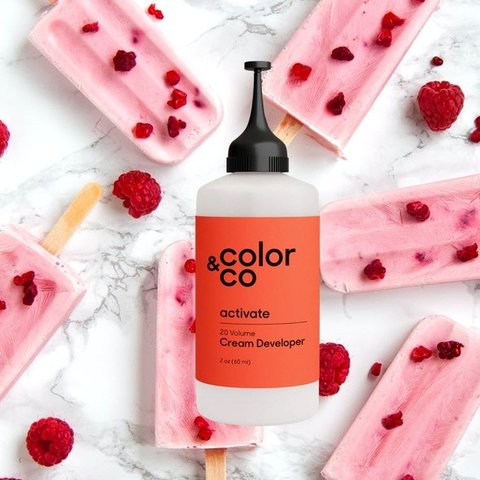 color
&co
activate
20 Volume
Cream Developer
2 oz (60 ml)